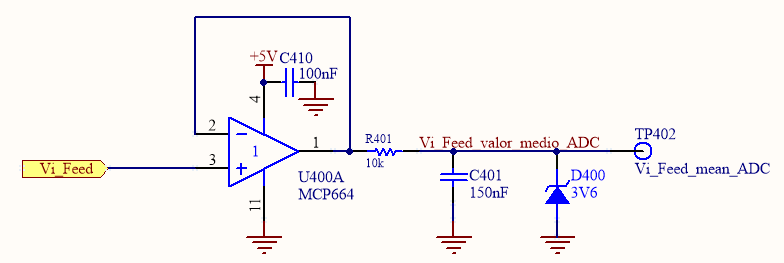 +5V C410
100nF
4
2
1
1
3
Vi_Feed
11
U400A
MCP664
R401
10k
Vi_Feed_valor_medio_ADC
C401
150nF
D400
3V6
TP402
Vi_Feed_mean_ADC